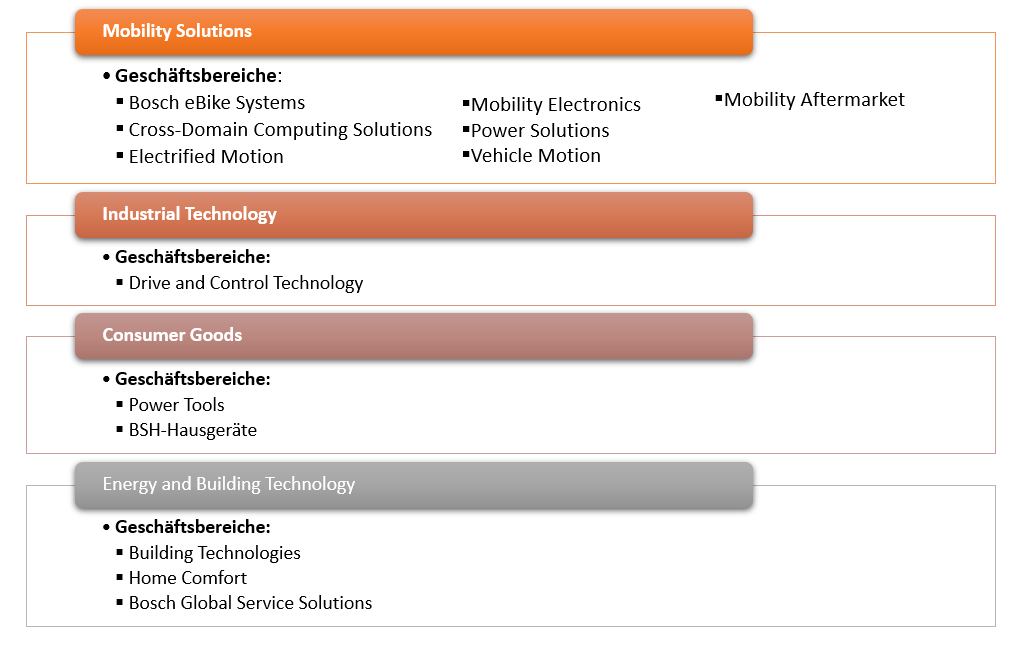 Mobility Solutions
• Geschäftsbereiche:
▪ Bosch eBike Systems
▪ Cross-Domain Computing Solutions
▪ Electrified Motion
▪Mobility Electronics
▪Power Solutions
▪Vehicle Motion
▪Mobility Aftermarket
Industrial Technology
• Geschäftsbereiche:
▪ Drive and Control Technology
Consumer Goods
• Geschäftsbereiche:
▪ Power Tools
▪ BSH-Hausgeräte
Energy and Building Technology
• Geschäftsbereiche:
▪ Building Technologies
▪ Home Comfort
▪ Bosch Global Service Solutions